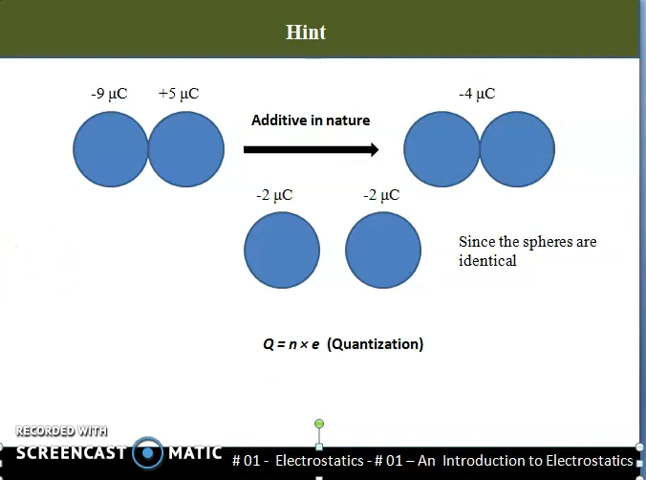 Hint
-9 µC +5 µC
-4 µC
Additive in nature
-2 µC -2 µC
Since the spheres are
identical
Q = n × e (Quantization)
RECORDED WITH
SCREENCAST MATIC
# 01 - Electrostatics - # 01 – An Introduction to Electrostatics